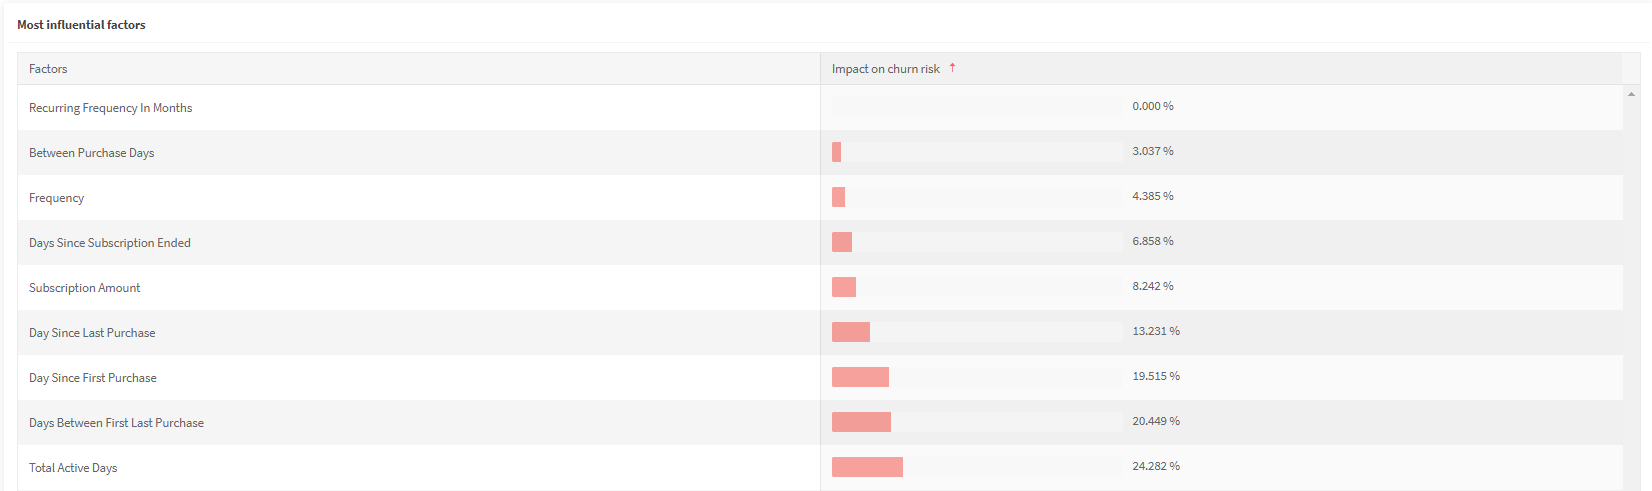 Most influential factors
Factors Impact on churn risk ↑
Recurring Frequency In Months 0.000 %
Between Purchase Days 3.037 %
Frequency 4.385 %
Days Since Subscription Ended 6.858 %
Subscription Amount 8.242 %
Day Since Last Purchase 13.231 %
Day Since First Purchase 19.515 %
Days Between First Last Purchase 20.449 %
Total Active Days 24.282 %